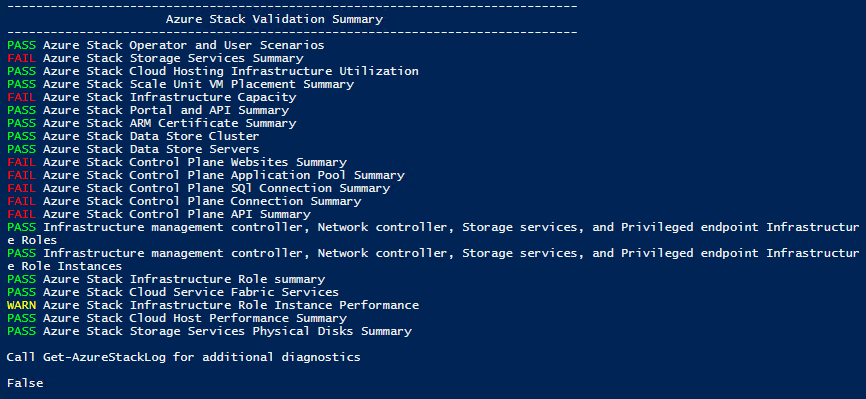 --------------------------------------------------------------------------------
Azure Stack Validation Summary
--------------------------------------------------------------------------------
PASS Azure Stack Operator and User Scenarios
FAIL Azure Stack Storage Services Summary
PASS Azure Stack Cloud Hosting Infrastructure Utilization
PASS Azure Stack Scale Unit VM Placement Summary
FAIL Azure Stack Infrastructure Capacity
PASS Azure Stack Portal and API Summary
PASS Azure Stack ARM Certificate Summary
PASS Azure Stack Data Store Cluster
PASS Azure Stack Data Store Servers
FAIL Azure Stack Control Plane Websites Summary
FAIL Azure Stack Control Plane Application Pool Summary
FAIL Azure Stack Control Plane SQl Connection Summary
FAIL Azure Stack Control Plane Connection Summary
FAIL Azure Stack Control Plane API Summary
PASS Infrastructure management controller, Network controller, Storage services, and Privileged endpoint Infrastructur
e Roles
PASS Infrastructure management controller, Network controller, Storage services, and Privileged endpoint Infrastructur
e Role Instances
PASS Azure Stack Infrastructure Role summary
PASS Azure Stack Cloud Service Fabric Services
WARN Azure Stack Infrastructure Role Instance Performance
PASS Azure Stack Cloud Host Performance Summary
PASS Azure Stack Storage Services Physical Disks Summary
Call Get-AzureStackLog for additional diagnostics
False